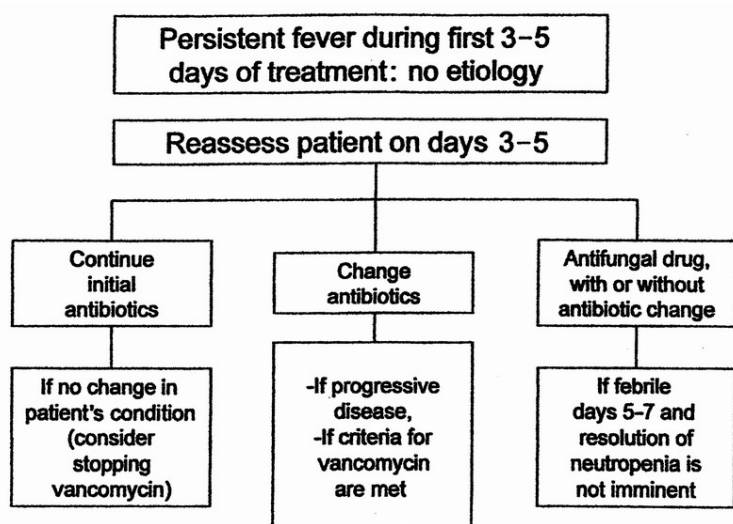 Persistent fever during first 3–5
days of treatment: no etiology
Reassess patient on days 3–5
Continue
initial
antibiotics
Change
antibiotics
Antifungal drug,
with or without
antibiotic change
If no change in
patient's condition
(consider
stopping
vancomycin)
-If progressive
disease,
-If criteria for
vancomycin
are met
If febrile
days 5–7 and
resolution of
neutropenia is
not imminent